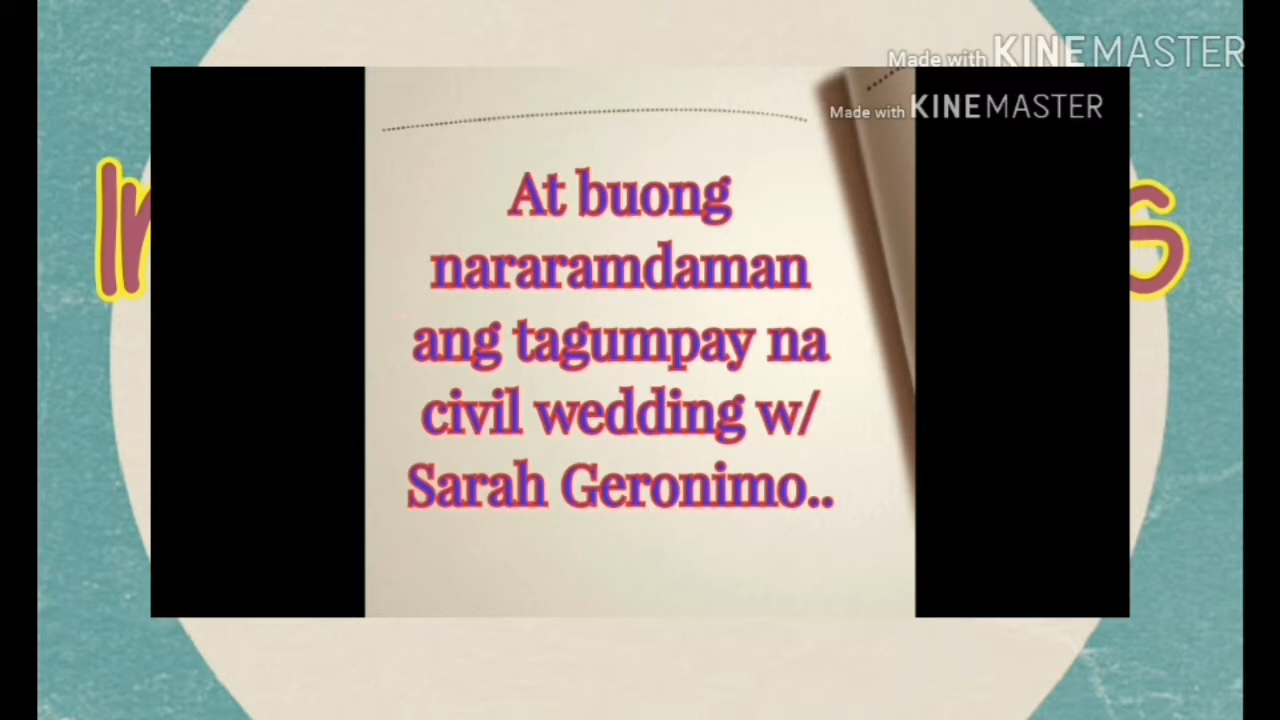 Made with KINEMASTER
Made with KINEMASTER
At buong
nararamdaman
ang tagumpay na
civil wedding w/
Sarah Geronimo..